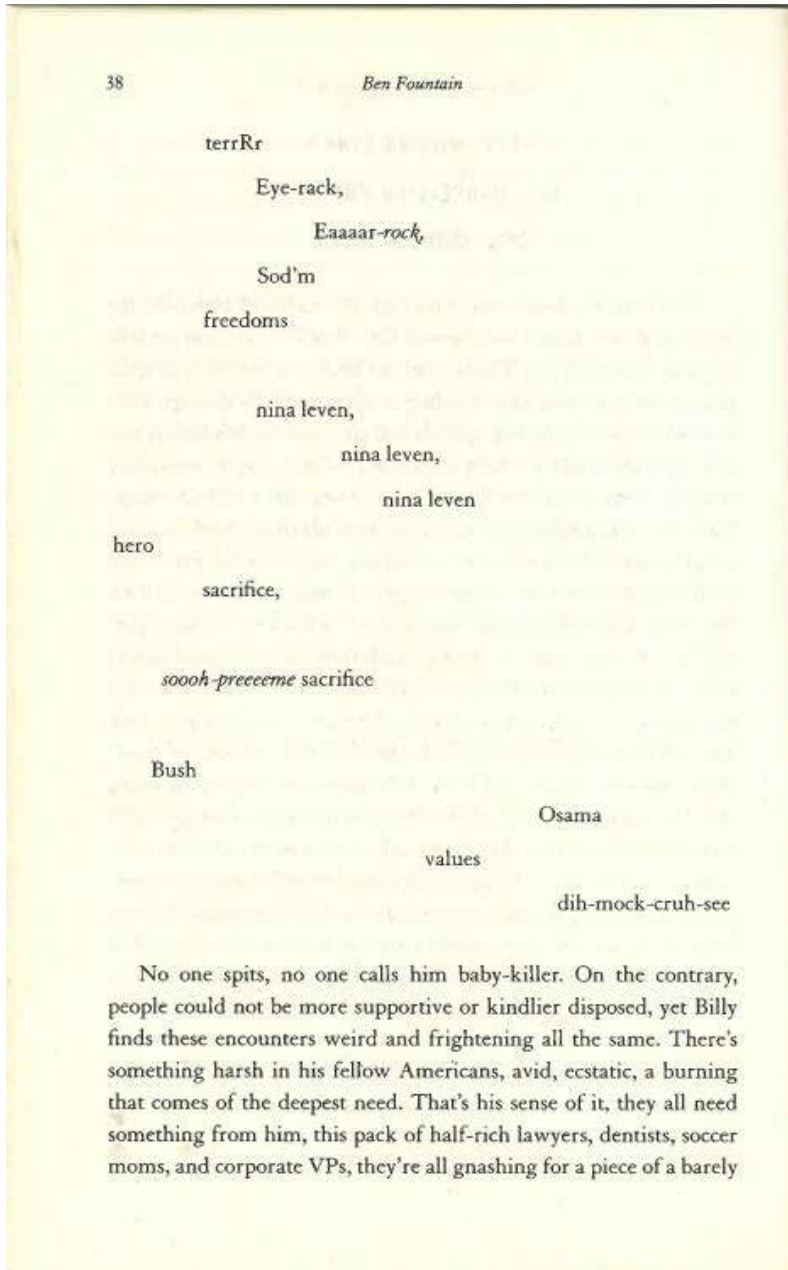 38
Ben Fountain
terrRr
Eye-rack,
Eaaaar-rock,
Sod'm
freedoms
nina leven,
nina leven,
nina leven
hero
sacrifice,
soooh-preeeeme sacrifice
Bush
Osama
values
dih-mock-cruh-see
No one spits, no one calls him baby-killer. On the contrary,
people could not be more supportive or kindlier disposed, yet Billy
finds these encounters weird and frightening all the same. There's
something harsh in his fellow Americans, avid, ecstatic, a burning
that comes of the deepest need. That's his sense of it, they all need
something from him, this pack of half-rich lawyers, dentists, soccer
moms, and corporate VPs, they're all gnashing for a piece of a barely